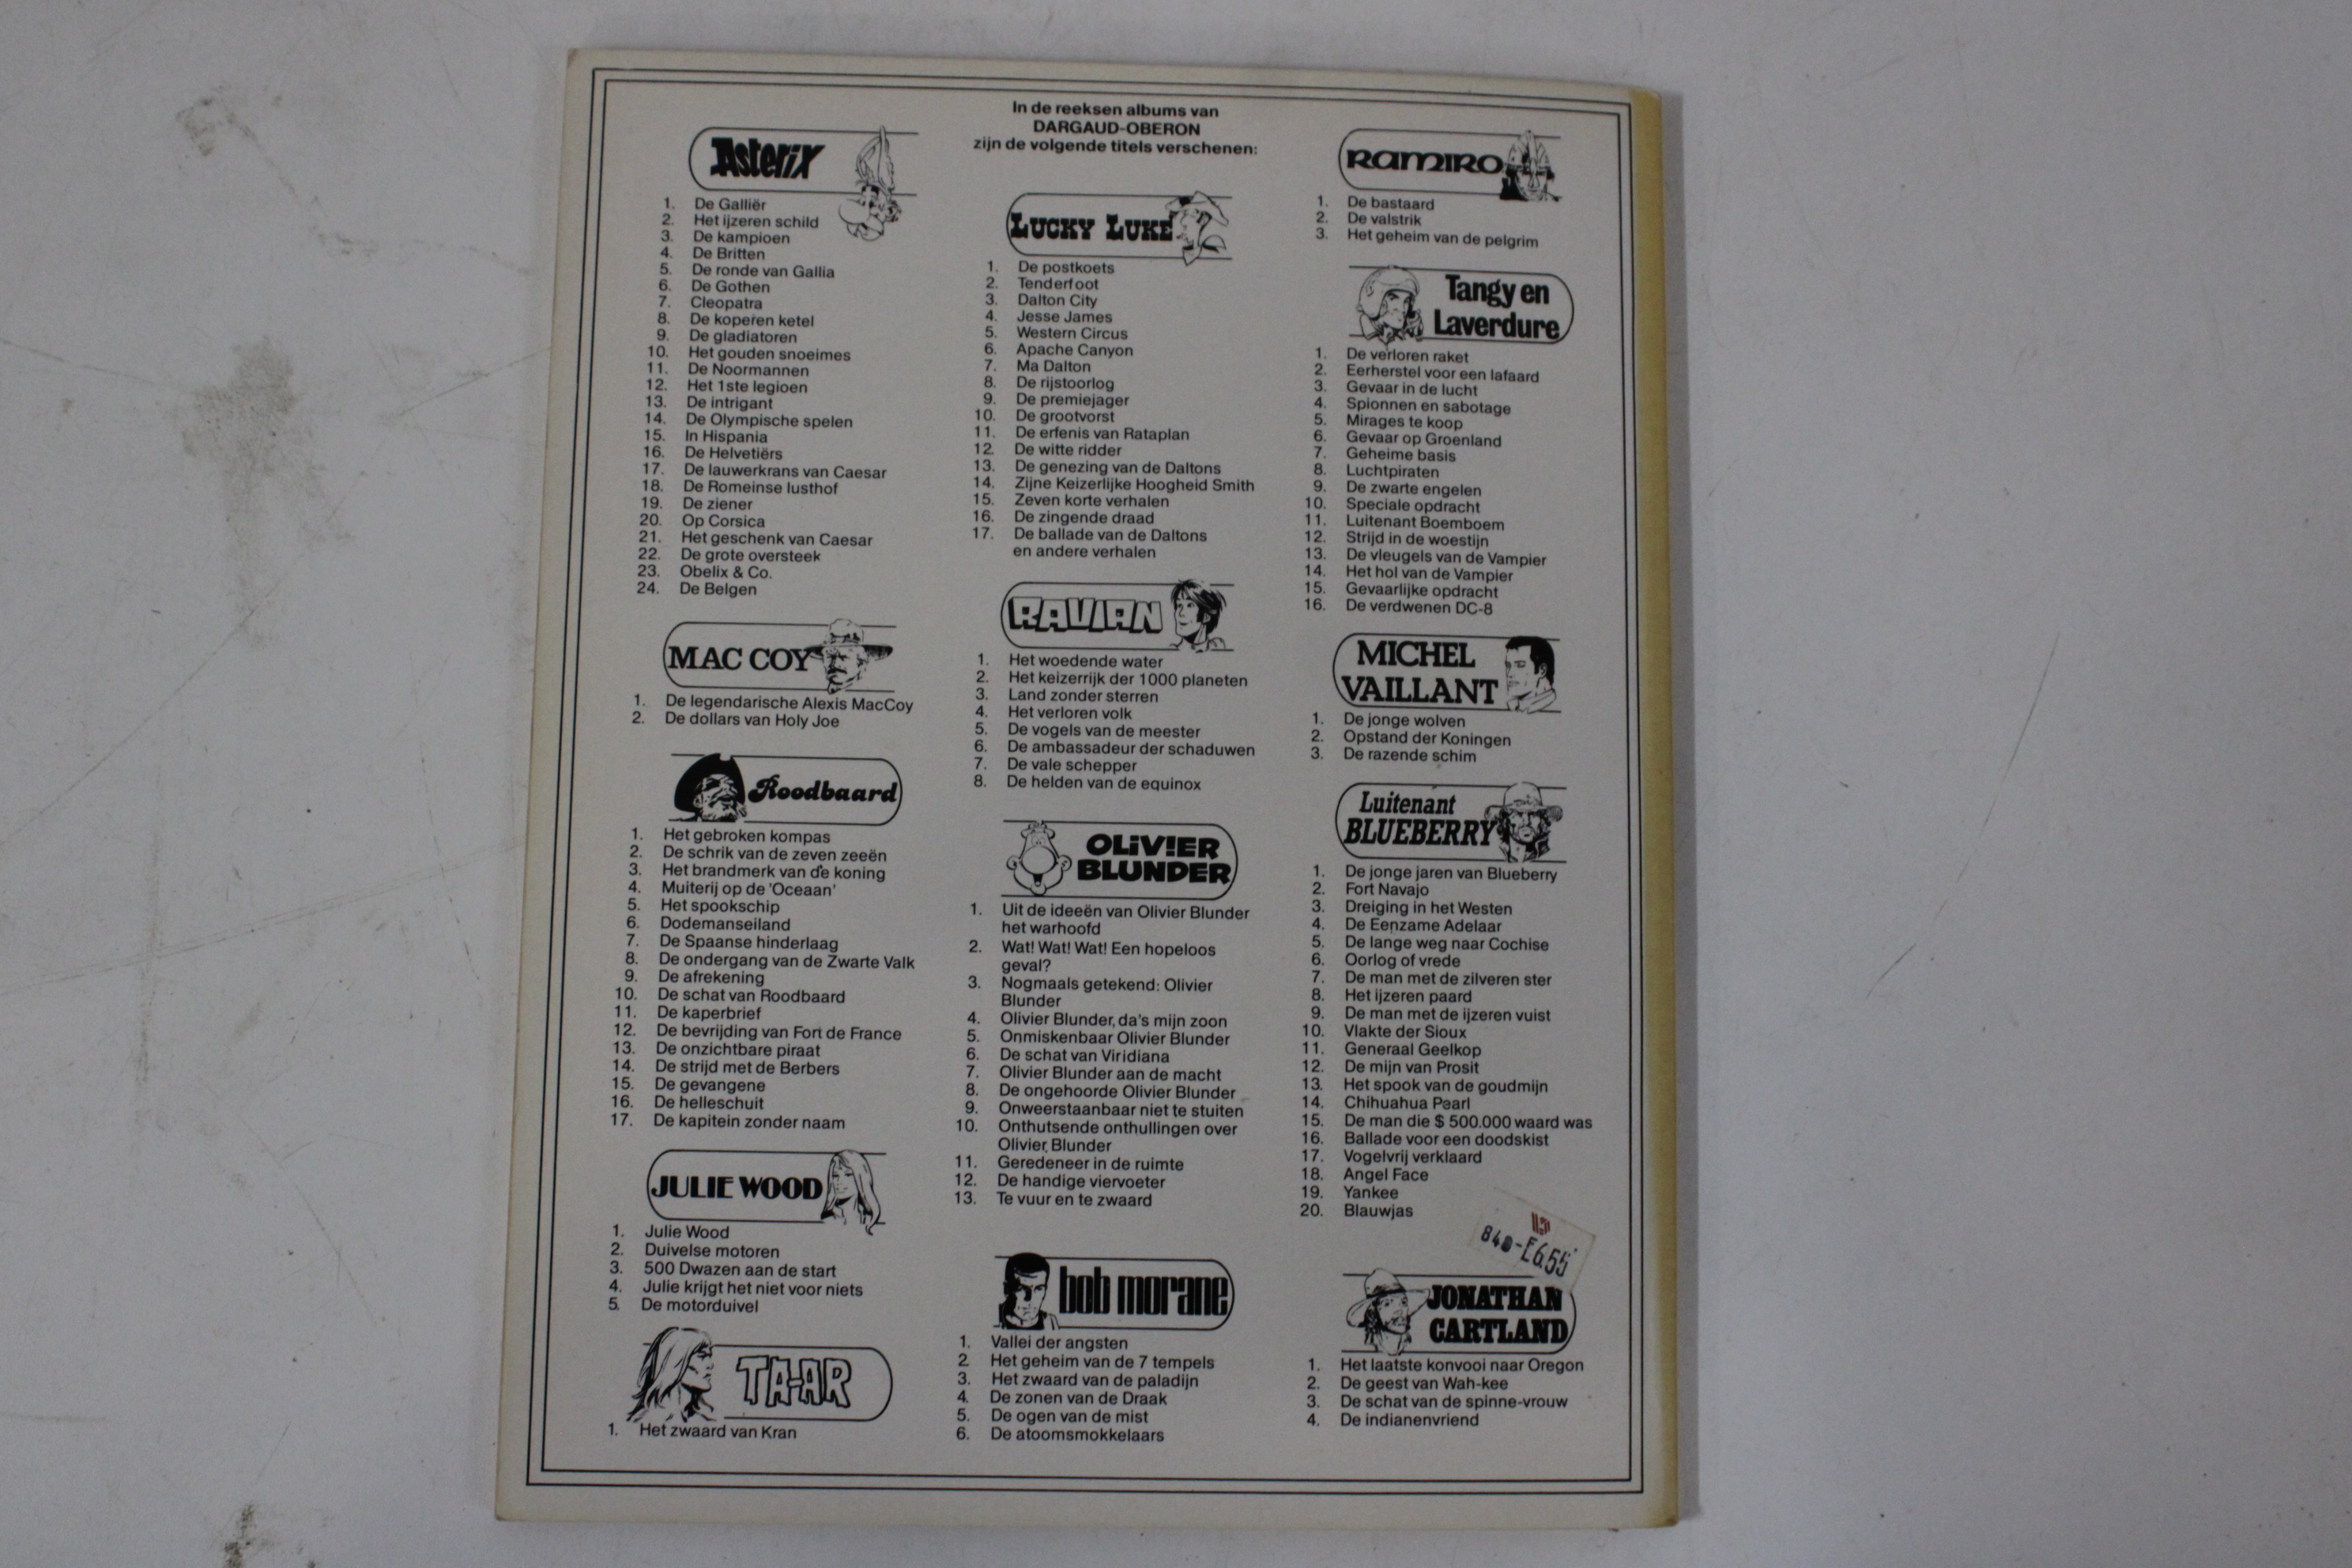 In de reeksen albums van
DARGAUD-OBERON
zijn de volgende titels verschenen:
Asterix
1. De Galliër
2. Het ijzeren schild
3. De kampioen
4. De Britten
5. De ronde van Gallia
6. De Gothen
7. Cleopatra
8. De koperen ketel
9. De gladiatoren
10. Het gouden snoeimes
11. De Noormannen
12. Het 1ste legioen
13. De intrigant
14. De Olympische spelen
15. In Hispania
16. De Helvetiërs
17. De lauwerkrans van Caesar
18. De Romeinse lusthof
19. De ziener
20. Op Corsica
21. Het geschenk van Caesar
22. De grote oversteek
23. Obelix & Co.
24. De Belgen
MAC COY
1. De legendarische Alexis MacCoy
2. De dollars van Holy Joe
Roodbaard
1. Het gebroken kompas
2. De schrik van de zeven zeeën
3. Het brandmerk van de koning
4. Muiterij op de 'Oceaan'
5. Het spookschip
6. Dodemanseiland
7. De Spaanse hinderlaag
8. De ondergang van de Zwarte Valk
9. De afrekening
10. De schat van Roodbaard
11. De kaperbrief
12. De bevrijding van Fort de France
13. De onzichtbare piraat
14. De strijd met de Berbers
15. De gevangene
16. De helleschuit
17. De kapitein zonder naam
JULIE WOOD
1. Julie Wood
2. Duivelse motoren
3. 500 Dwazen aan de start
4. Julie krijgt het niet voor niets
5. De motorduivel
TA-AR
1. Het zwaard van Kran
LUCKY LUKE
1. De postkoets
2. Tenderfoot
3. Dalton City
4. Jesse James
5. Western Circus
6. Apache Canyon
7. Ma Dalton
8. De rijstoorlog
9. De premiejager
10. De grootvorst
11. De erfenis van Rataplan
12. De witte ridder
13. De genezing van de Daltons
14. Zijne Keizerlijke Hoogheid Smith
15. Zeven korte verhalen
16. De zingende draad
17. De ballade van de Daltons
en andere verhalen
RAVIAN
1. Het woedende water
2. Het keizerrijk der 1000 planeten
3. Land zonder sterren
4. Het verloren volk
5. De vogels van de meester
6. De ambassadeur der schaduwen
7. De vale schepper
8. De helden van de equinox
OLIVIER
BLUNDER
1. Uit de ideeën van Olivier Blunder
het warhoofd
2. Wat! Wat! Wat! Een hopeloos
geval?
3. Nogmaals getekend: Olivier
Blunder
4. Olivier Blunder, da's mijn zoon
5. Onmiskenbaar Olivier Blunder
6. De schat van Viridiana
7. Olivier Blunder aan de macht
8. De ongehoorde Olivier Blunder
9. Onweerstaanbaar niet te stuiten
10. Onthutsende onthullingen over
Olivier Blunder
11. Geredeneer in de ruimte
12. De handige viervoeter
13. Te vuur en te zwaard
bob morane
1. Vallei der angsten
2. Het geheim van de 7 tempels
3. Het zwaard van de paladijn
4. De zonen van de Draak
5. De ogen van de mist
6. De atoomsmokkelaars
RAMIRO
1. De bastaard
2. De valstrik
3. Het geheim van de pelgrim
Tangy en
Laverdure
1. De verloren raket
2. Eerherstel voor een lafaard
3. Gevaar in de lucht
4. Spionnen en sabotage
5. Mirages te koop
6. Gevaar op Groenland
7. Geheime basis
8. Luchtpiraten
9. De zwarte engelen
10. Speciale opdracht
11. Luitenant Boemboem
12. Strijd in de woestijn
13. De vleugels van de Vampier
14. Het hol van de Vampier
15. Gevaarlijke opdracht
16. De verdwenen DC-8
MICHEL
VAILLANT
1. De jonge wolven
2. Opstand der Koningen
3. De razende schim
Luitenant
BLUEBERRY
1. De jonge jaren van Blueberry
2. Fort Navajo
3. Dreiging in het Westen
4. De Eenzame Adelaar
5. De lange weg naar Cochise
6. Oorlog of vrede
7. De man met de zilveren ster
8. Het ijzeren paard
9. De man met de ijzeren vuist
10. Vlakte der Sioux
11. Generaal Geelkop
12. De mijn van Prosit
13. Het spook van de goudmijn
14. Chihuahua Pearl
15. De man die $ 500.000 waard was
16. Ballade voor een doodskist
17. Vogelvrij verklaard
18. Angel Face
19. Yankee
20. Blauwjas
6.55
JONATHAN
CARTLAND
1. Het laatste konvooi naar Oregon
2. De geest van Wah-kee
3. De schat van de spinne-vrouw
4. De indianenvriend